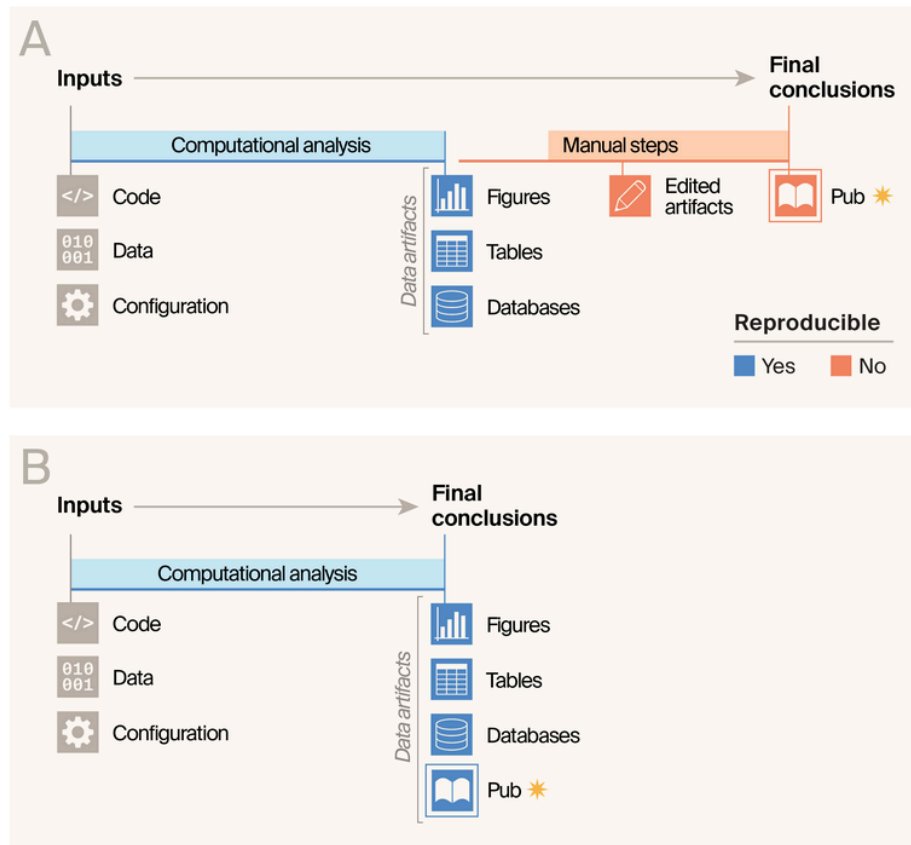 A
Inputs
Final
conclusions
Computational analysis
Manual steps
</>
Code
Data artifacts
Figures
Edited
artifacts
Pub
010
001
Data
Tables
Configuration
Databases
Reproducible
Yes
No
B
Inputs
Final
conclusions
Computational analysis
</>
Code
Data artifacts
Figures
010
001
Data
Tables
Configuration
Databases
Pub